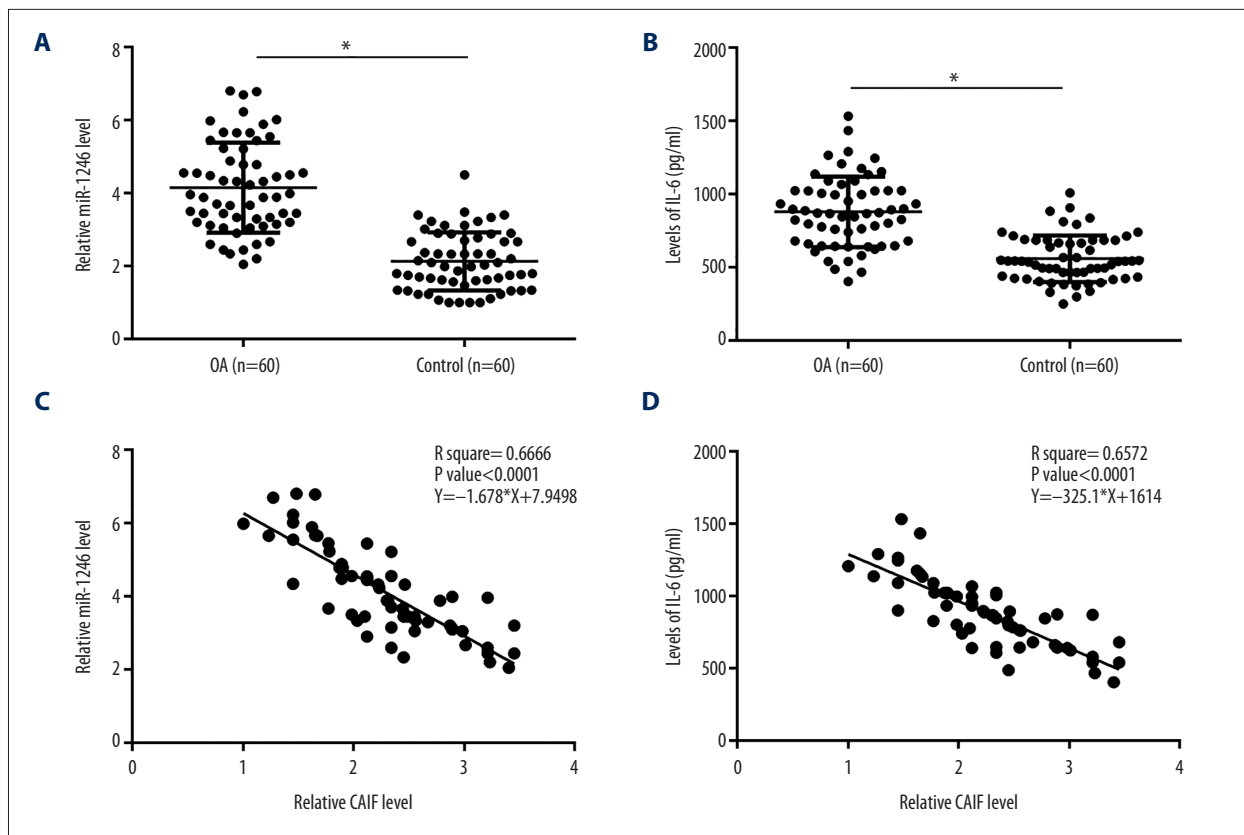 A
Relative miR-1246 level
8
6
4
2
0
*
OA (n=60)
Control (n=60)
B
Levels of IL-6 (pg/ml)
2000
1500
1000
500
0
*
OA (n=60)
Control (n=60)
C
Relative miR-1246 level
8
6
4
2
0
R square= 0.6666
P value<0.0001
Y=−1.678*X+7.9498
0
1
2
3
4
Relative CAIF level
D
Levels of IL-6 (pg/ml)
2000
1500
1000
500
0
R square= 0.6572
P value<0.0001
Y=−325.1*X+1614
0
1
2
3
4
Relative CAIF level